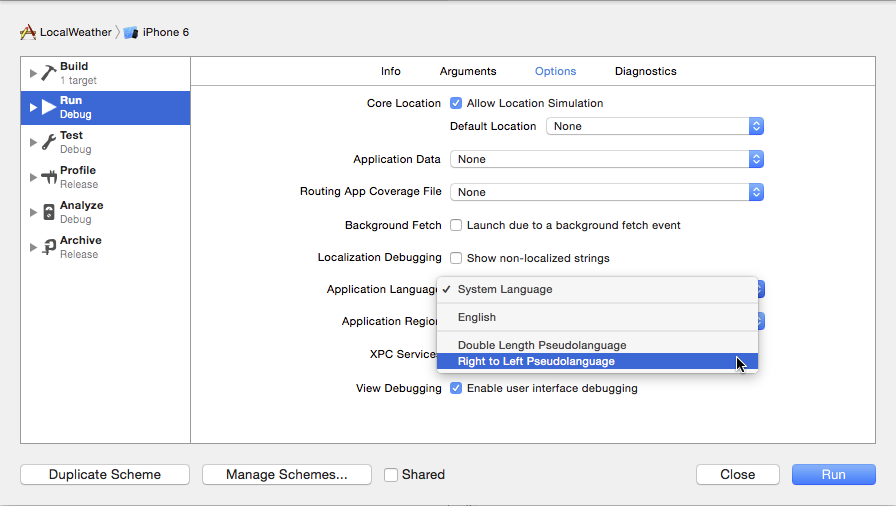 LocalWeather iPhone 6
Build
1 target
Run
Debug
Test
Debug
Profile
Release
Analyze
Debug
Archive
Release
Info Arguments Options Diagnostics
Core Location Allow Location Simulation
Default Location None
Application Data None
Routing App Coverage File None
Background Fetch Launch due to a background fetch event
Localization Debugging Show non-localized strings
Application Language System Language
English
Application Region
Double Length Pseudolanguage
XPC Services Right to Left Pseudolanguage
View Debugging Enable user interface debugging
Duplicate Scheme Manage Schemes... Shared Close Run